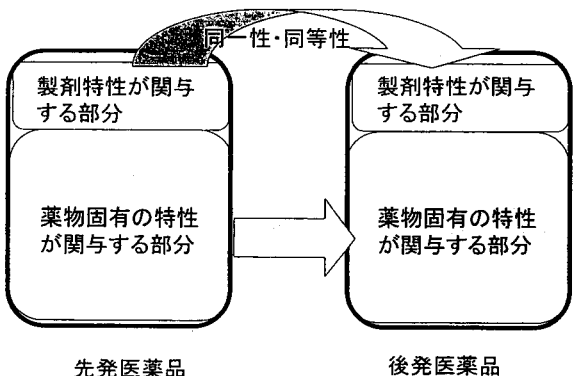 同一性・同等性
製剤特性が関与
する部分
薬物固有の特性
が関与する部分
製剤特性が関与
する部分
薬物固有の特性
が関与する部分
先発医薬品
後発医薬品